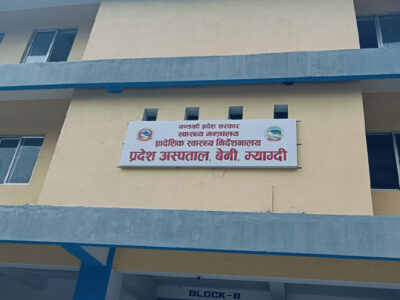 गण्डकी प्रदेश सरकार
स्वास्थ्य मन्त्रालय
प्रादेशिक स्वास्थ्य निर्देशनालय
प्रदेश अस्पताल, बेनी, म्याग्दी
BLOCK-B